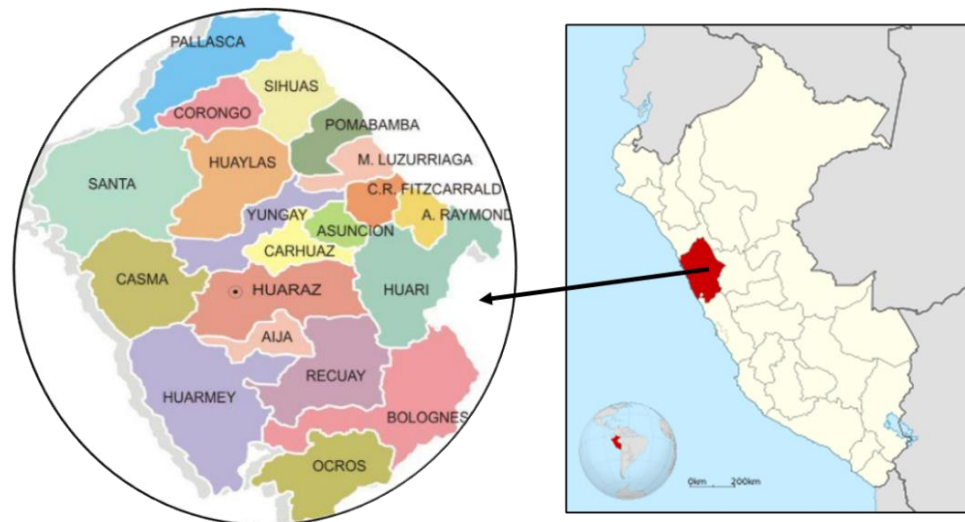 PALLASCA
SIHUAS
CORONGO
POMABAMBA
HUAYLAS
M. LUZURRIAGA
SANTA
C.R. FITZCARRALD
YUNGAY
A. RAYMOND
ASUNCION
CARHUAZ
CASMA
HUARAZ
HUARI
AIJA
RECUAY
HUARMEY
BOLOGNES
OCROS
0km 200km